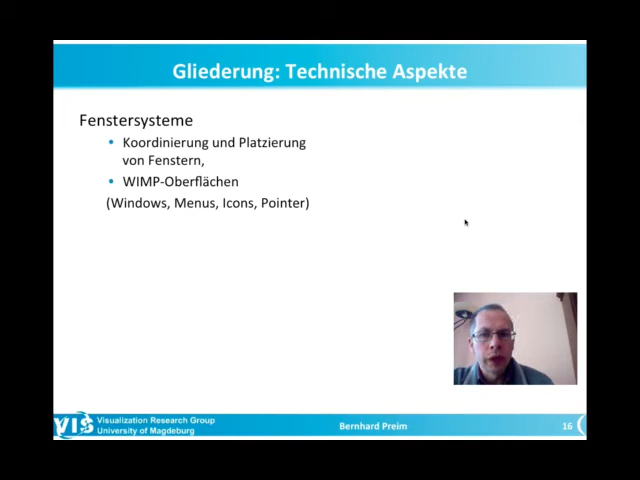 Gliederung: Technische Aspekte
Fenstersysteme
• Koordinierung und Platzierung
von Fenstern,
• WIMP-Oberflächen
(Windows, Menus, Icons, Pointer)
VIS
Visualization Research Group
University of Magdeburg
Bernhard Preim
16